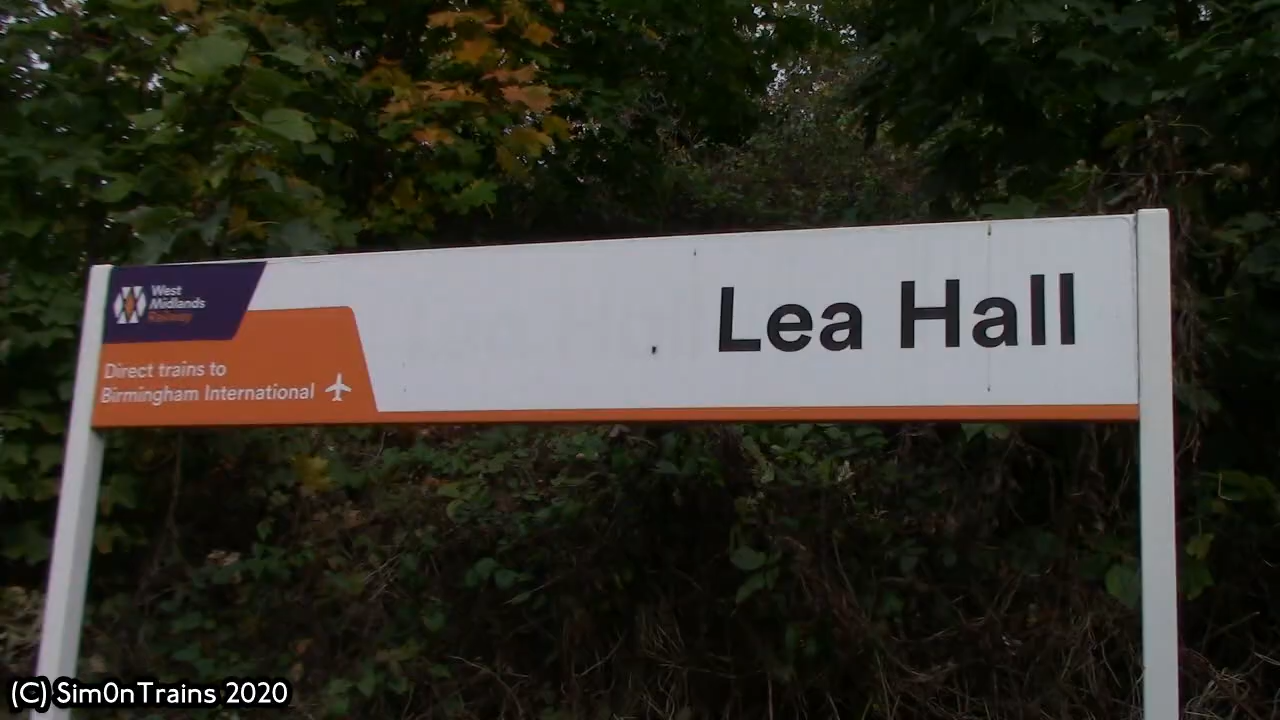 West
Midlands
Railway
Lea Hall
Direct trains to
Birmingham International
(C) Sim0nTrains 2020